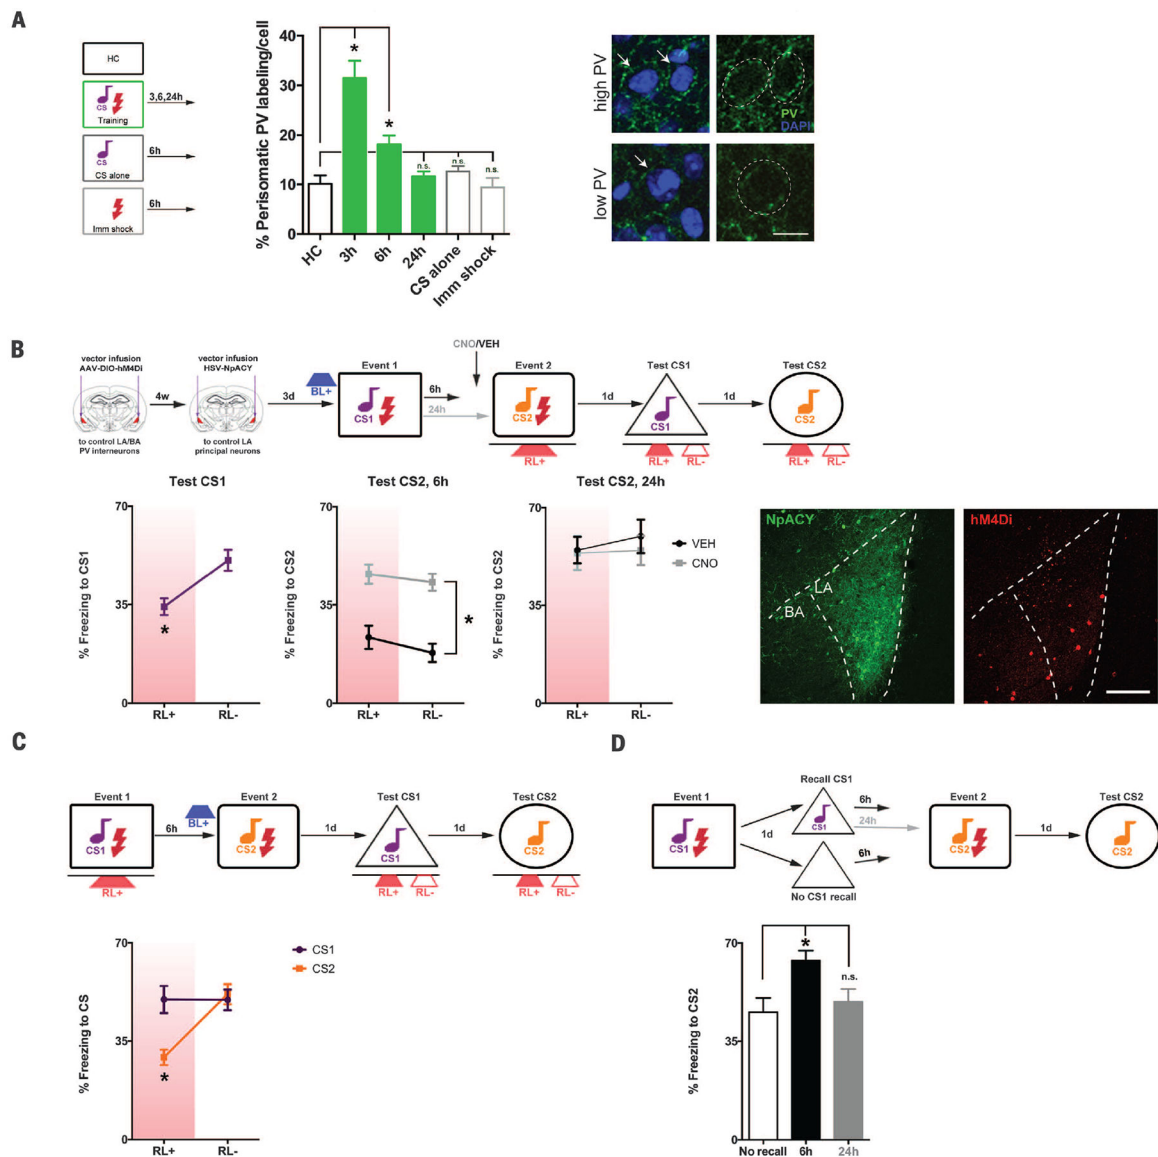 A
HC
CS
Training
3,6,24h
CS
CS alone
6h
Imm shock
6h
% Perisomatic PV labeling/cell
40
30
20
10
0
*
*
n.s.
n.s.
n.s.
HC
3h
6h
24h
CS alone
Imm shock
high PV
low PV
PV
DAPI
B
vector infusion
AAV-DIO-hM4Di
to control LA/BA
PV interneurons
4w
vector infusion
HSV-NpACY
to control LA
principal neurons
3d
BL+
Event 1
CS1
6h
24h
CNO/VEH
Event 2
CS2
RL+
1d
Test CS1
CS1
RL+
RL-
1d
Test CS2
CS2
RL+
RL-
Test CS1
% Freezing to CS1
70
35
0
*
RL+
RL-
Test CS2, 6h
% Freezing to CS2
70
35
0
*
RL+
RL-
Test CS2, 24h
% Freezing to CS2
70
35
0
RL+
RL-
VEH
CNO
NpACY
LA
BA
hM4Di
C
Event 1
CS1
RL+
6h
BL+
Event 2
CS2
1d
Test CS1
CS1
RL+
RL-
1d
Test CS2
CS2
RL+
RL-
% Freezing to CS
70
35
0
*
RL+
RL-
CS1
CS2
D
Event 1
CS1
1d
Recall CS1
CS1
6h
24h
No CS1 recall
6h
Event 2
CS2
1d
Test CS2
CS2
% Freezing to CS2
70
35
0
*
n.s.
No recall
6h
24h